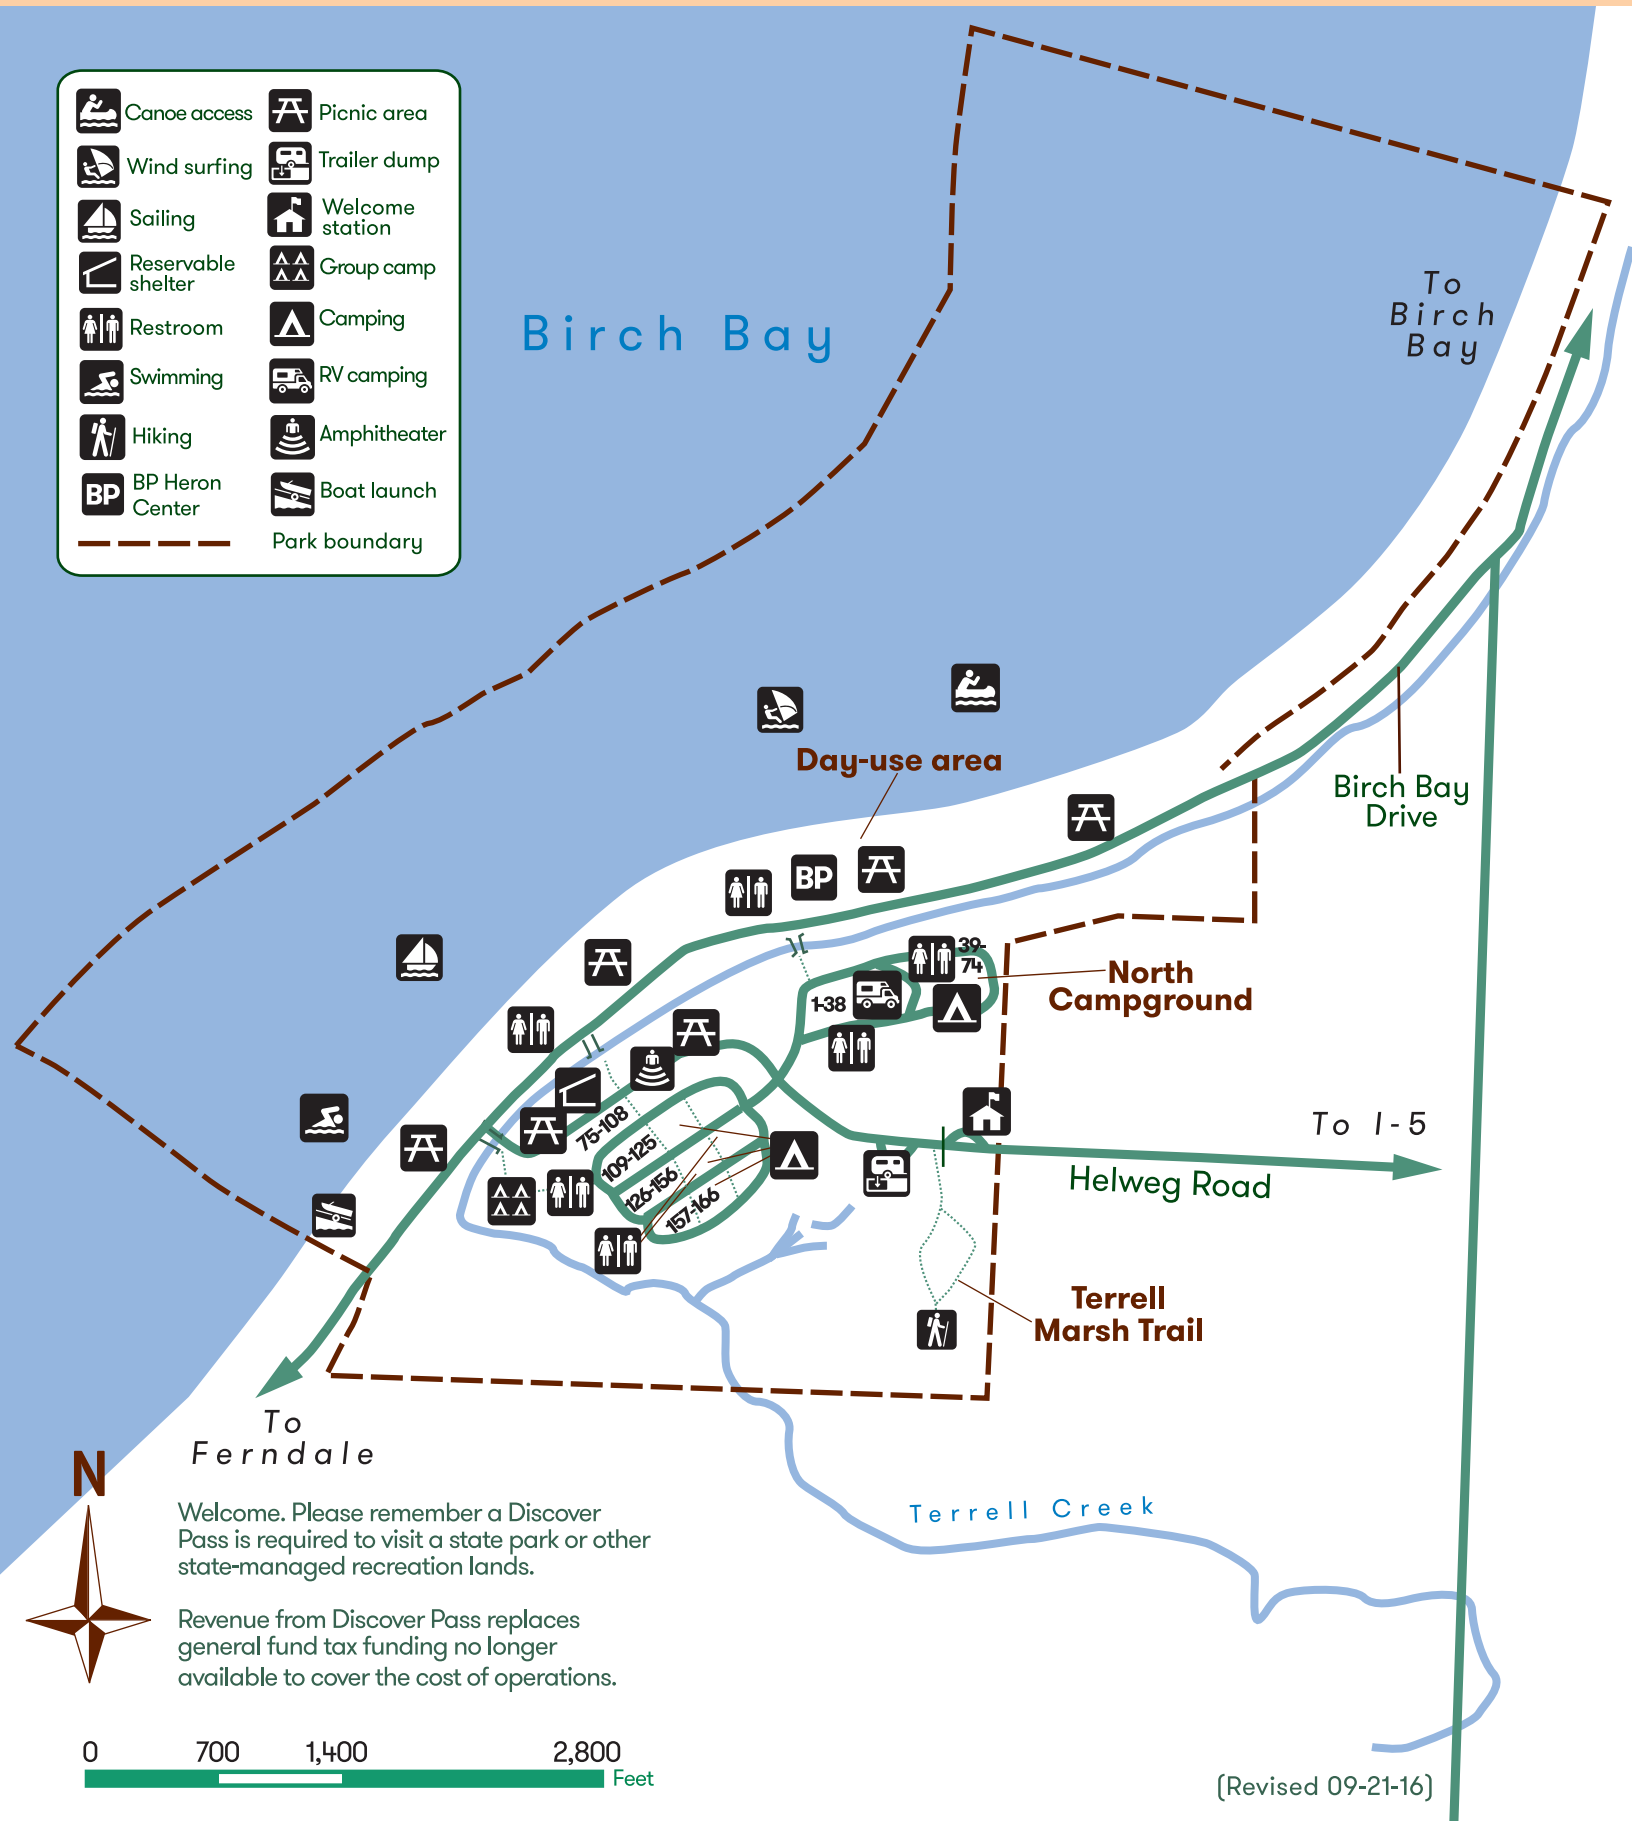 Canoe access
Wind surfing
Sailing
Reservable
shelter
Restroom
Swimming
Hiking
BP
BP Heron
Center
Picnic area
Trailer dump
Welcome
station
Group camp
Camping
RV camping
Amphitheater
Boat launch
Park boundary
Birch Bay
To
Birch
Bay
Day-use area
Birch Bay
Drive
BP
39-
74
1-38
North
Campground
75-108
109-125
126-156
157-166
To I-5
Helweg Road
Terrell
Marsh Trail
To
Ferndale
N
Welcome. Please remember a Discover
Pass is required to visit a state park or other
state-managed recreation lands.
Revenue from Discover Pass replaces
general fund tax funding no longer
available to cover the cost of operations.
Terrell Creek
0 700 1,400 2,800
Feet
(Revised 09-21-16)